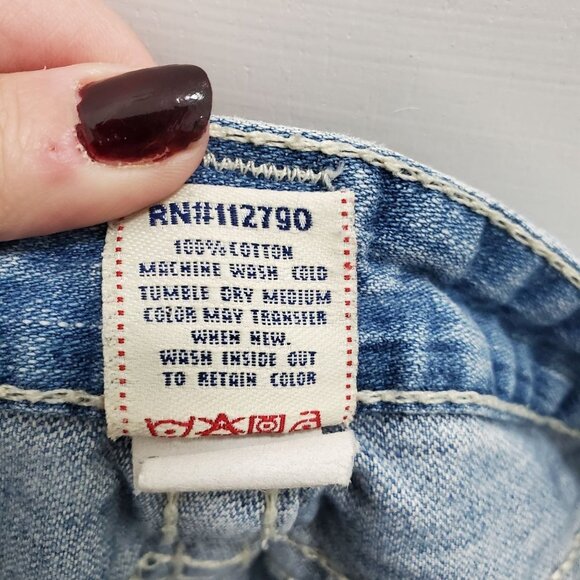 RN#112790
100% COTTON
MACHINE WASH COLD
TUMBLE DRY MEDIUM
COLOR MAY TRANSFER
WHEN NEW.
WASH INSIDE OUT
TO RETAIN COLOR